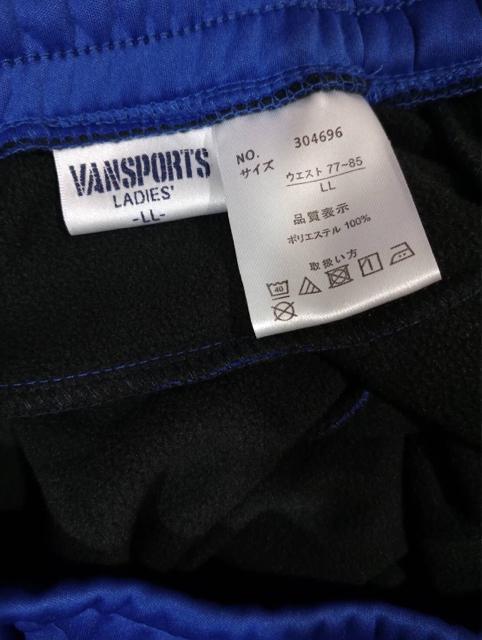 VANSPORTS
LADIES'
-LL-
NO. 304696
サイズ
ウエスト 77~85
LL
品質表示
ポリエステル 100%
取扱い方
40